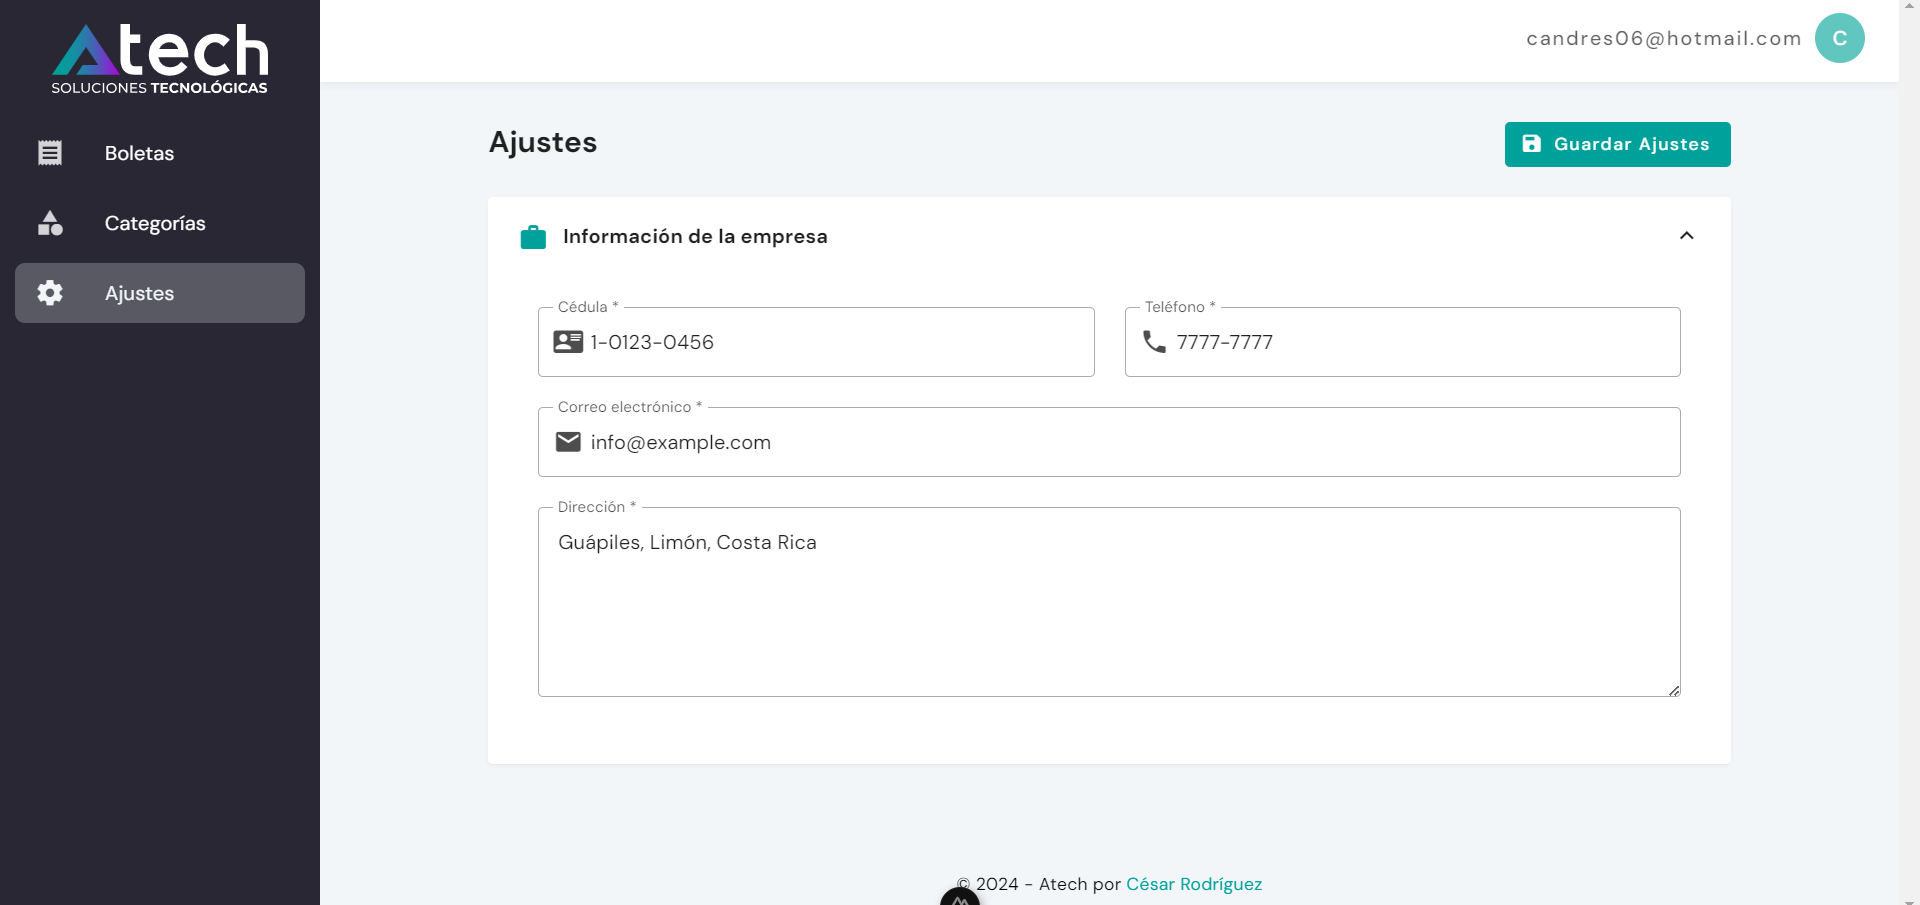 Atech
SOLUCIONES TECNOLÓGICAS
Boletas
Categorías
Ajustes
candres06@hotmail.com
C
Ajustes
Guardar Ajustes
Información de la empresa
Cédula *
1-0123-0456
Teléfono *
7777-7777
Correo electrónico *
info@example.com
Dirección *
Guápiles, Limón, Costa Rica
© 2024 - Atech por César Rodríguez